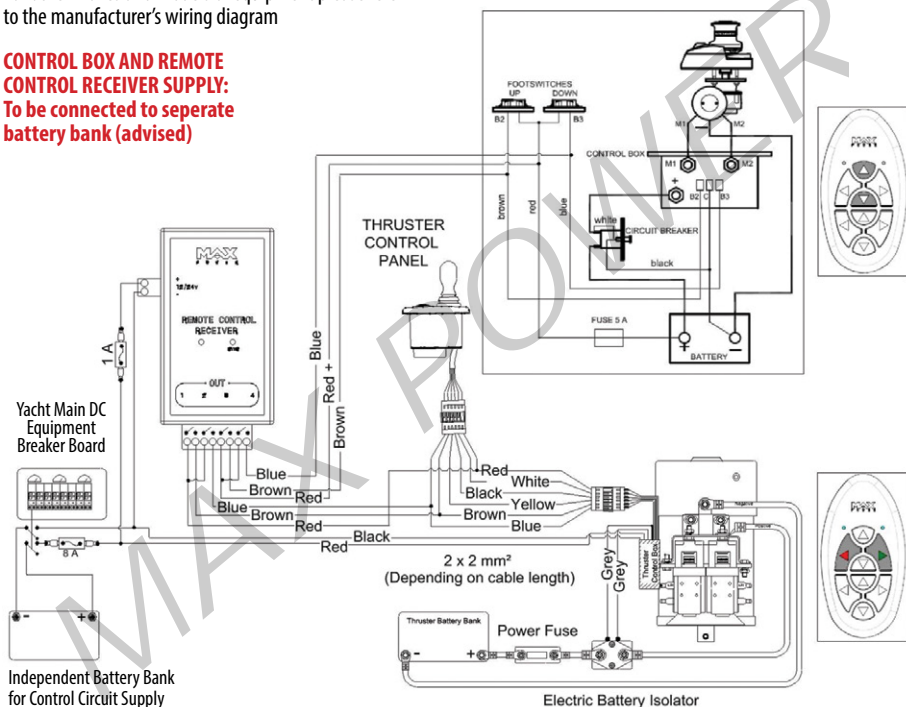 to the manufacturer's wiring diagram
CONTROL BOX AND REMOTE
CONTROL RECEIVER SUPPLY:
To be connected to seperate
battery bank (advised)
FOOTSWITCHES
UP DOWN
B2 B3
M1 M2
CONTROL BOX
M1 M2
+
B2 C B3
brown
red
blue
white
CIRCUIT BREAKER
black
FUSE 5 A
+ −
BATTERY
THRUSTER
CONTROL
PANEL
MAX
POWER
+
12/24v
-
REMOTE CONTROL
RECEIVER
OUT
1 2 3 4
1 A
Blue
Red +
Brown
Yacht Main DC
Equipment
Breaker Board
Blue
Brown
Red
Blue
Brown
Red
Black
Red
Red
White
Black
Yellow
Brown
Blue
8 A
2 x 2 mm²
(Depending on cable length)
Grey
Grey
Thruster
Control Box
Negative
Positive
- +
Thruster Battery Bank
- +
Power Fuse
Independent Battery Bank
for Control Circuit Supply
Electric Battery Isolator
MAX POWER